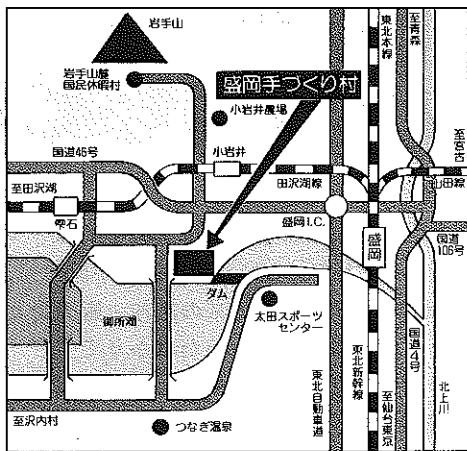 岩手山
岩手山麓
国民休暇村
盛岡手づくり村
小岩井農場
東北本線
至青森
至宮古
国道46号
小岩井
至田沢湖
田沢湖線
山田線
雫石
盛岡I.C.
盛岡
国道
106号
ダム
御所湖
太田スポーツ
センター
国道4号
東北新幹線
東北自動車道
至仙台東京
北上川
至沢内村
つなぎ温泉